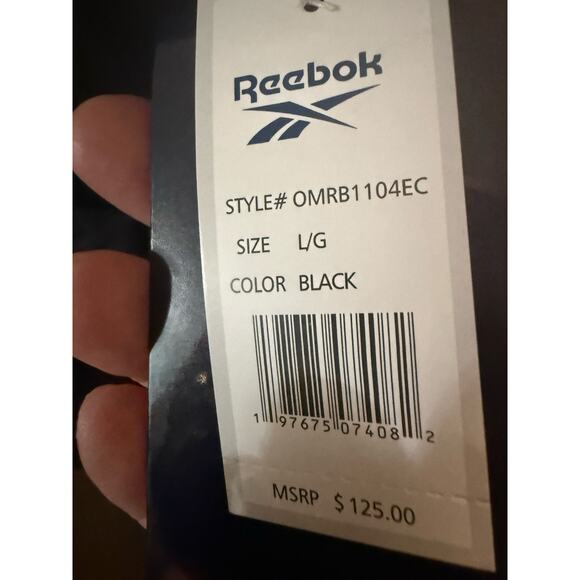 Reebok
STYLE# OMRB1104EC
SIZE L/G
COLOR BLACK
1 97675 07408 2
MSRP $125.00